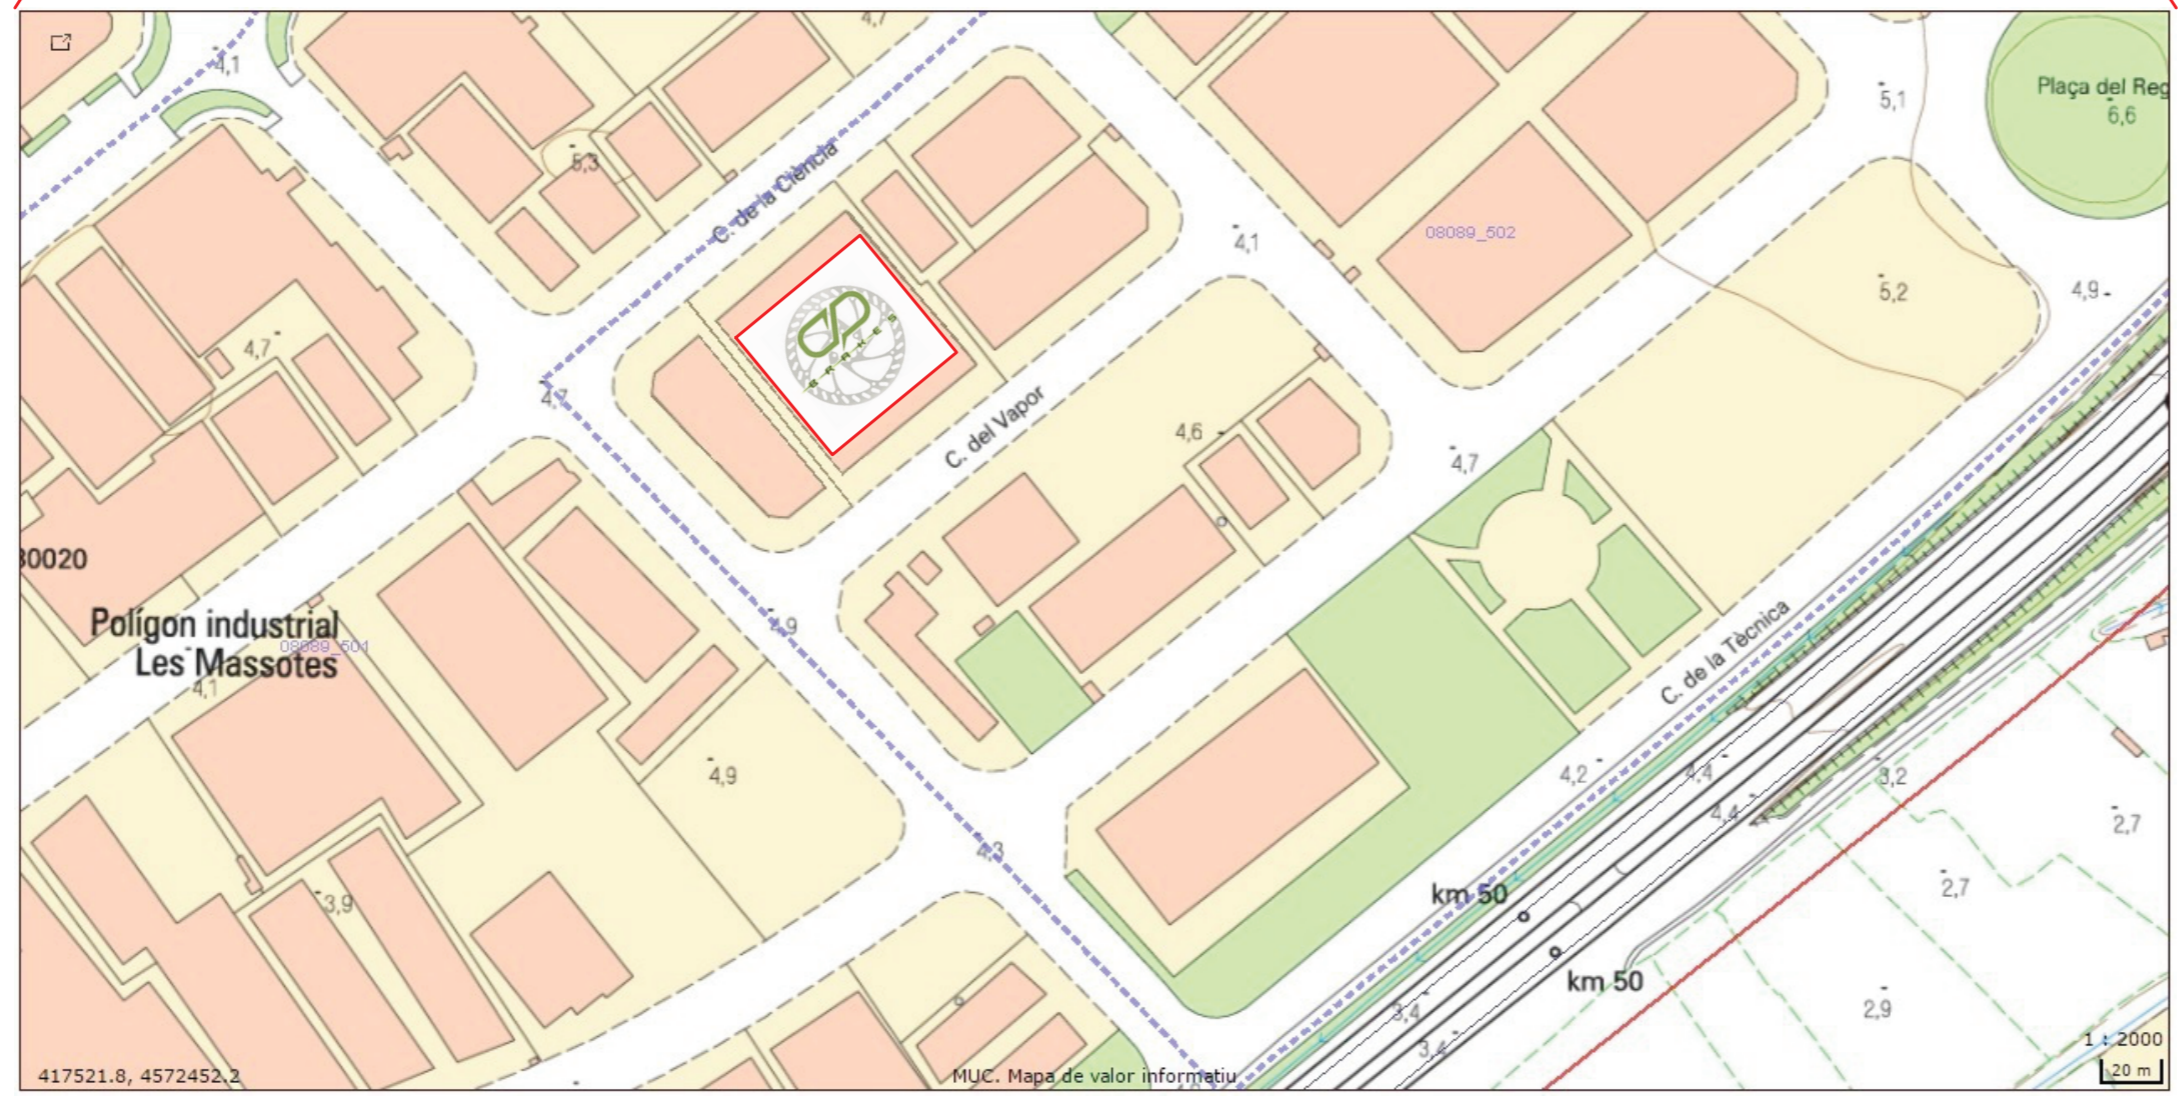 4,7
4,1
Plaça del Reg
6,6
5,1
5,3
C. de la Ciència
08089_502
4,1
5,2
4,9
4,7
4,7
BRAKES
C. del Vapor
4,6
4,7
30020
Polígon industrial
Les Massotes
08089_501
4,1
C. de la Tècnica
4,9
4,2
4,4
3,2
4,4
2,7
4,3
km 50
2,7
3,9
km 50
2,9
3,4
3,4
1 : 2000
20 m
417521.8, 4572452.2
MUC. Mapa de valor informatiu